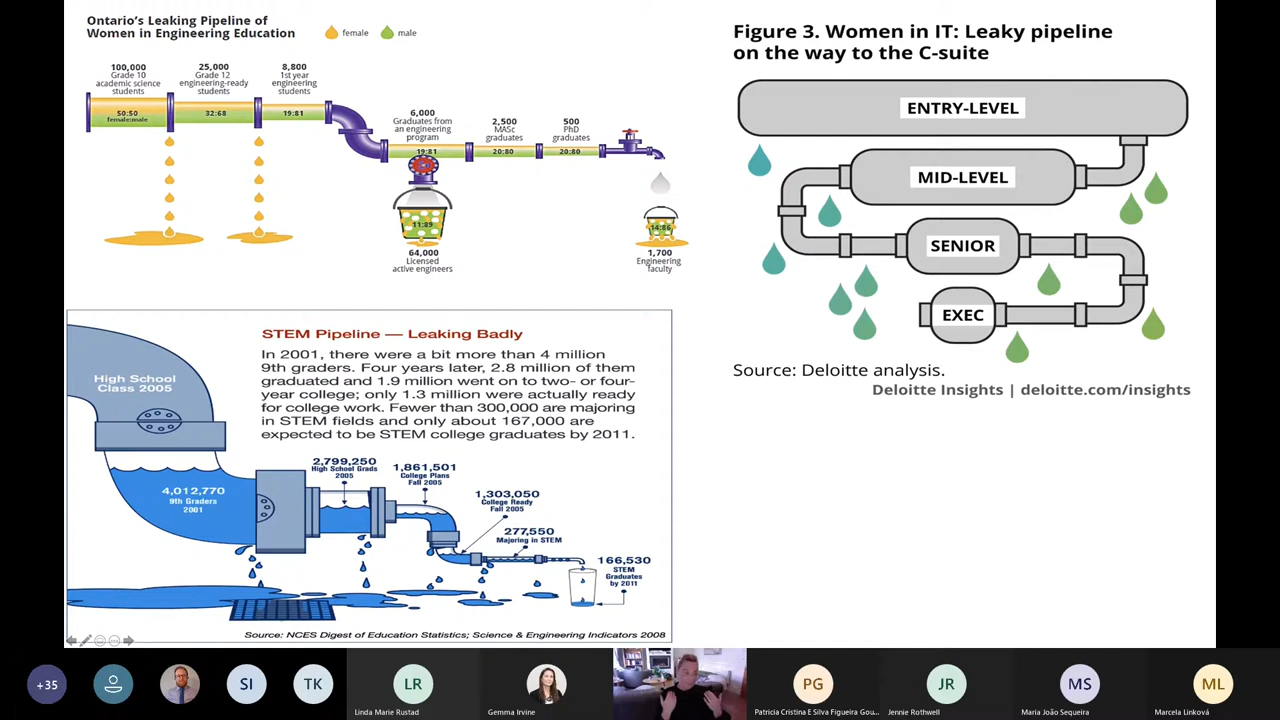 Ontario's Leaking Pipeline of
Women in Engineering Education
female
male
100,000
Grade 10
academic science
students
25,000
Grade 12
engineering-ready
students
8,800
1st year
engineering
students
50:50
female:male
32:68
19:81
6,000
Graduates from
an engineering
program
2,500
MASc
graduates
500
PhD
graduates
19:81
20:80
20:80
11:89
14:86
64,000
Licensed
active engineers
1,700
Engineering
faculty
Figure 3. Women in IT: Leaky pipeline
on the way to the C-suite
ENTRY-LEVEL
MID-LEVEL
SENIOR
EXEC
Source: Deloitte analysis.
Deloitte Insights | deloitte.com/insights
STEM Pipeline — Leaking Badly
In 2001, there were a bit more than 4 million
9th graders. Four years later, 2.8 million of them
graduated and 1.9 million went on to two- or four-
year college; only 1.3 million were actually ready
for college work. Fewer than 300,000 are majoring
in STEM fields and only about 167,000 are
expected to be STEM college graduates by 2011.
High School
Class 2005
4,012,770
9th Graders
2001
2,799,250
High School Grads
2005
1,861,501
College Plans
Fall 2005
1,303,050
College Ready
Fall 2005
277,550
Majoring in STEM
166,530
STEM
Graduates
by 2011
Source: NCES Digest of Education Statistics; Science & Engineering Indicators 2008
+35
SI
TK
LR
Linda Marie Rustad
Gemma Irvine
PG
Patricia Cristina E Silva Figueira Gou...
JR
Jennie Rothwell
MS
Maria João Sequeira
ML
Marcela Linková